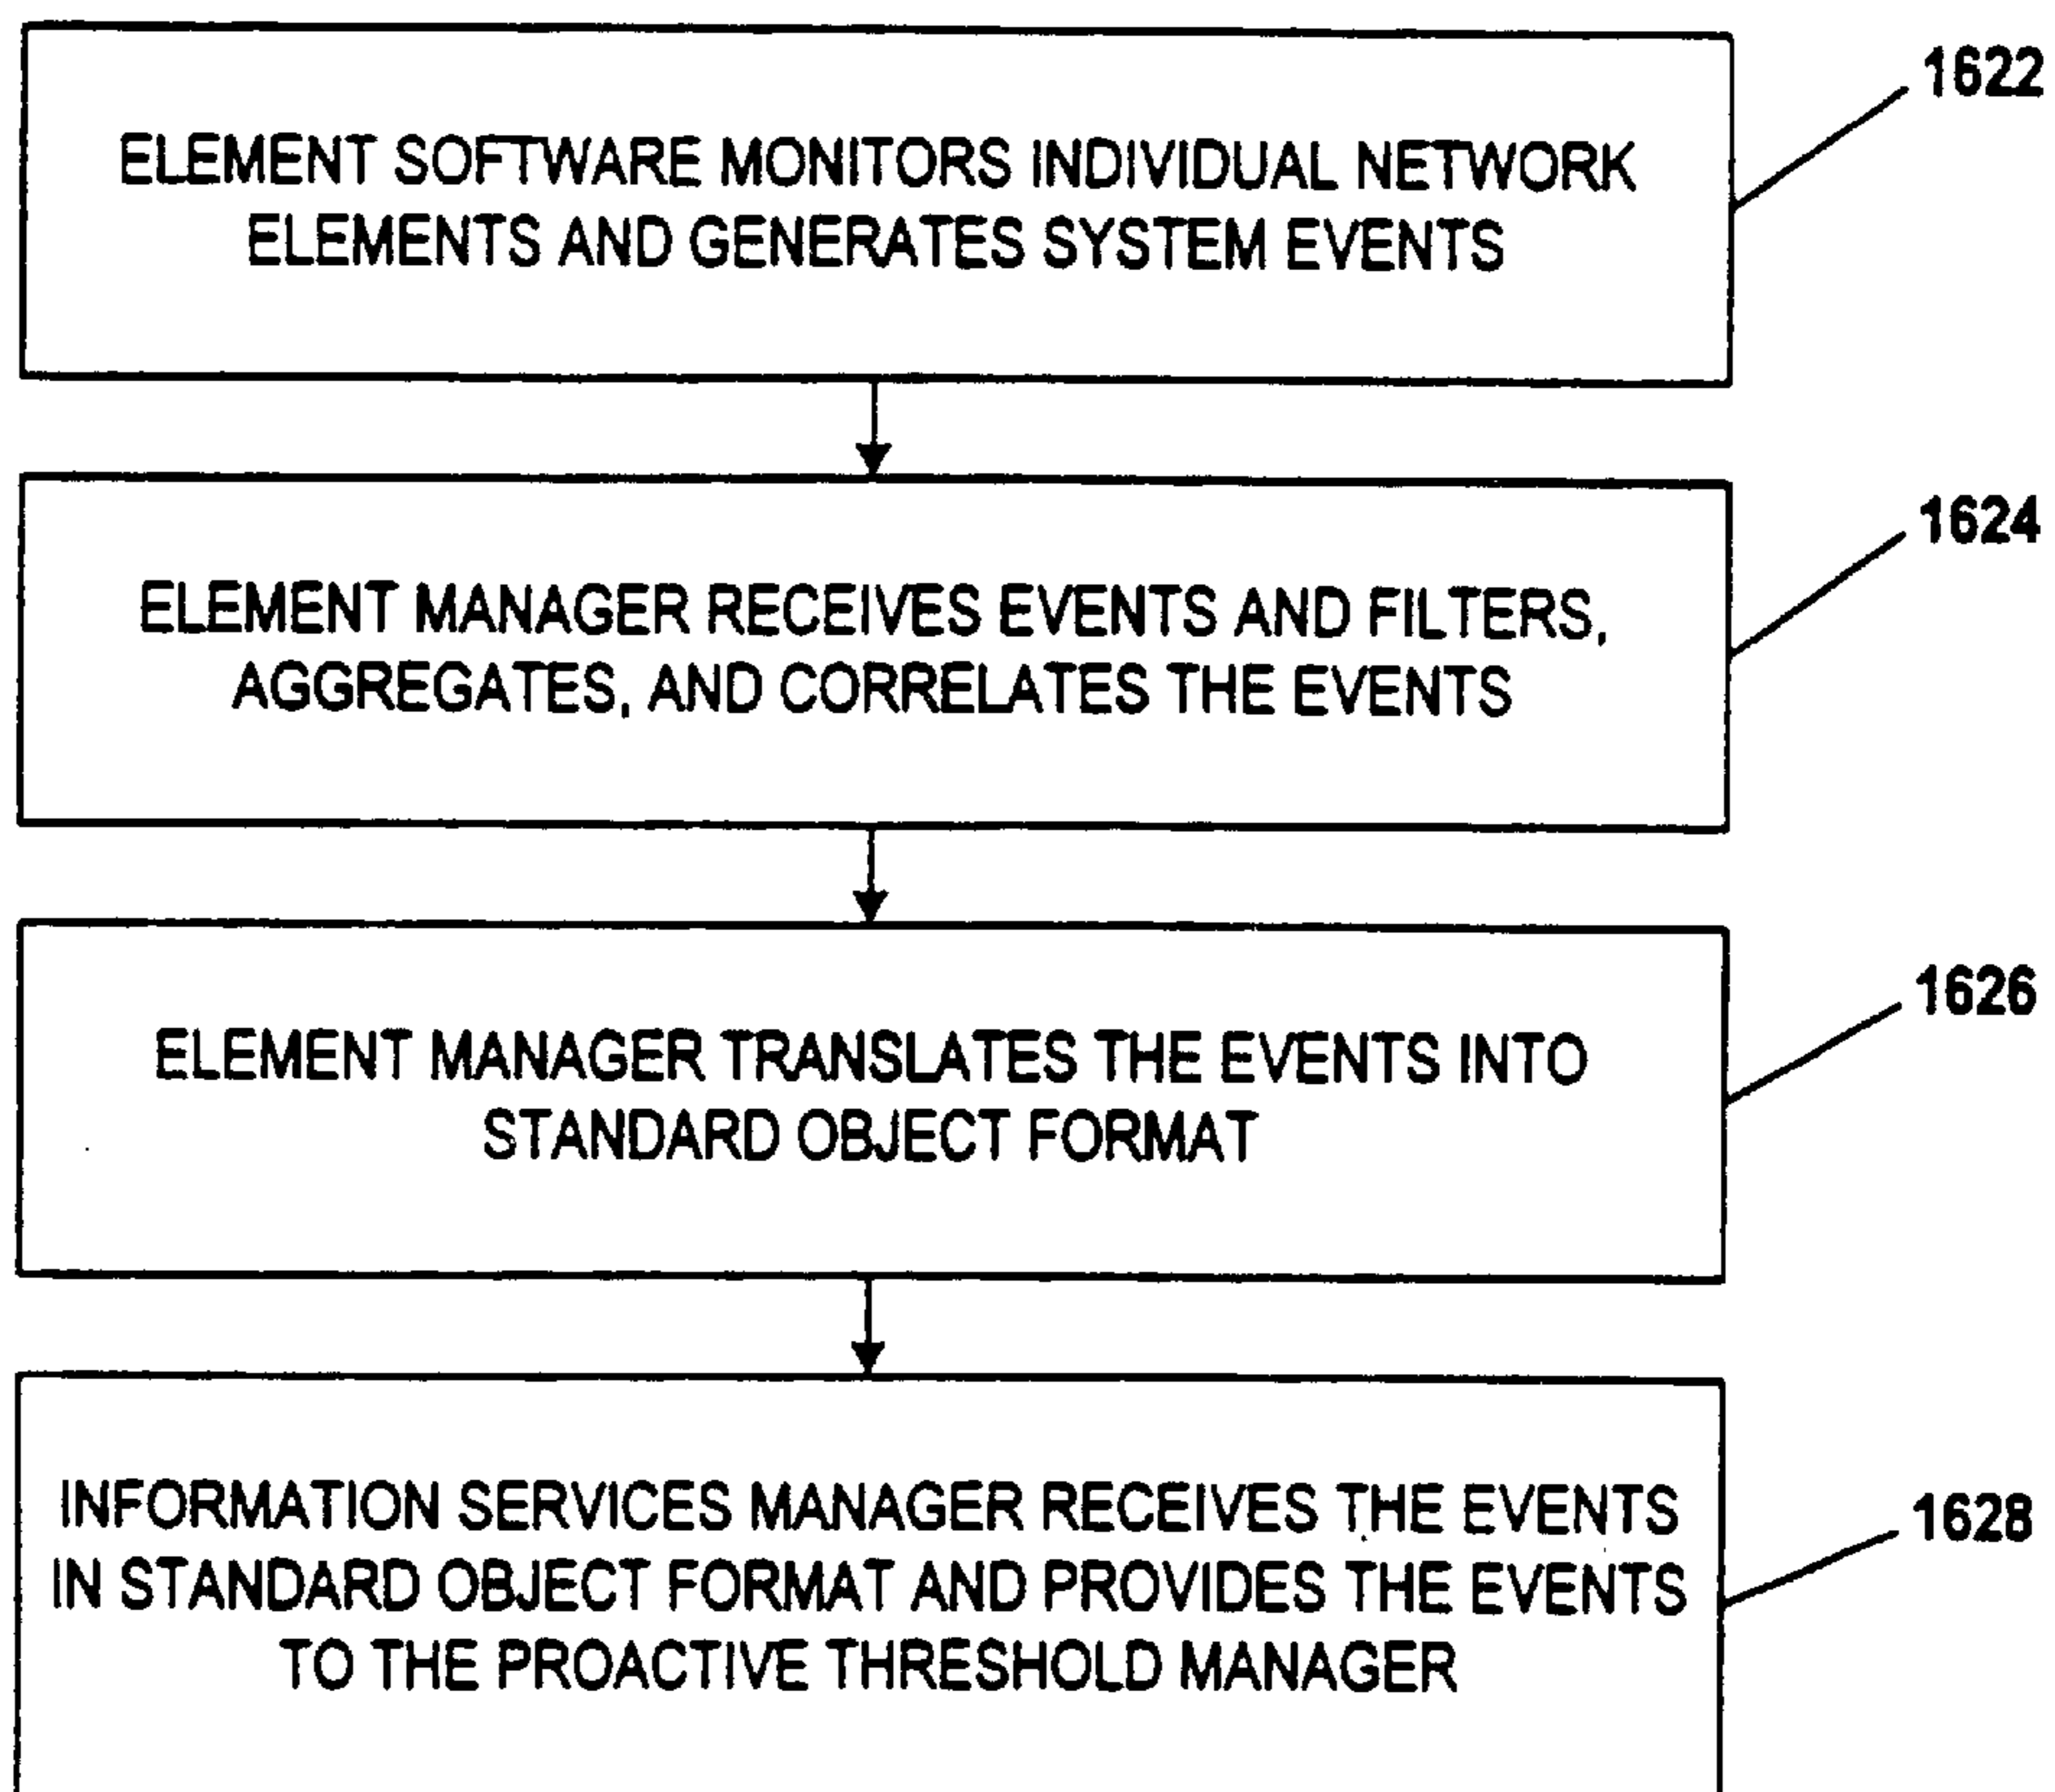 1622
ELEMENT SOFTWARE MONITORS INDIVIDUAL NETWORK
ELEMENTS AND GENERATES SYSTEM EVENTS
1624
ELEMENT MANAGER RECEIVES EVENTS AND FILTERS,
AGGREGATES, AND CORRELATES THE EVENTS
1626
ELEMENT MANAGER TRANSLATES THE EVENTS INTO
STANDARD OBJECT FORMAT
1628
INFORMATION SERVICES MANAGER RECEIVES THE EVENTS
IN STANDARD OBJECT FORMAT AND PROVIDES THE EVENTS
TO THE PROACTIVE THRESHOLD MANAGER